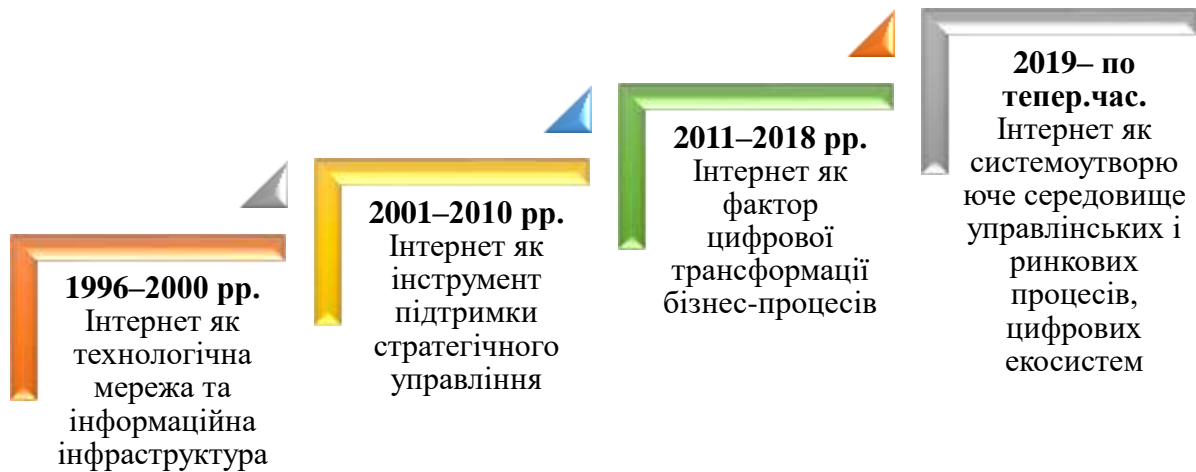 1996–2000 рр.
Інтернет як
технологічна
мережа та
інформаційна
інфраструктура
2001–2010 рр.
Інтернет як
інструмент
підтримки
стратегічного
управління
2011–2018 рр.
Інтернет як
фактор
цифрової
трансформації
бізнес-процесів
2019– по
тепер.час.
Інтернет як
системоутворю
юче середовище
управлінських і
ринкових
процесів,
цифрових
екосистем